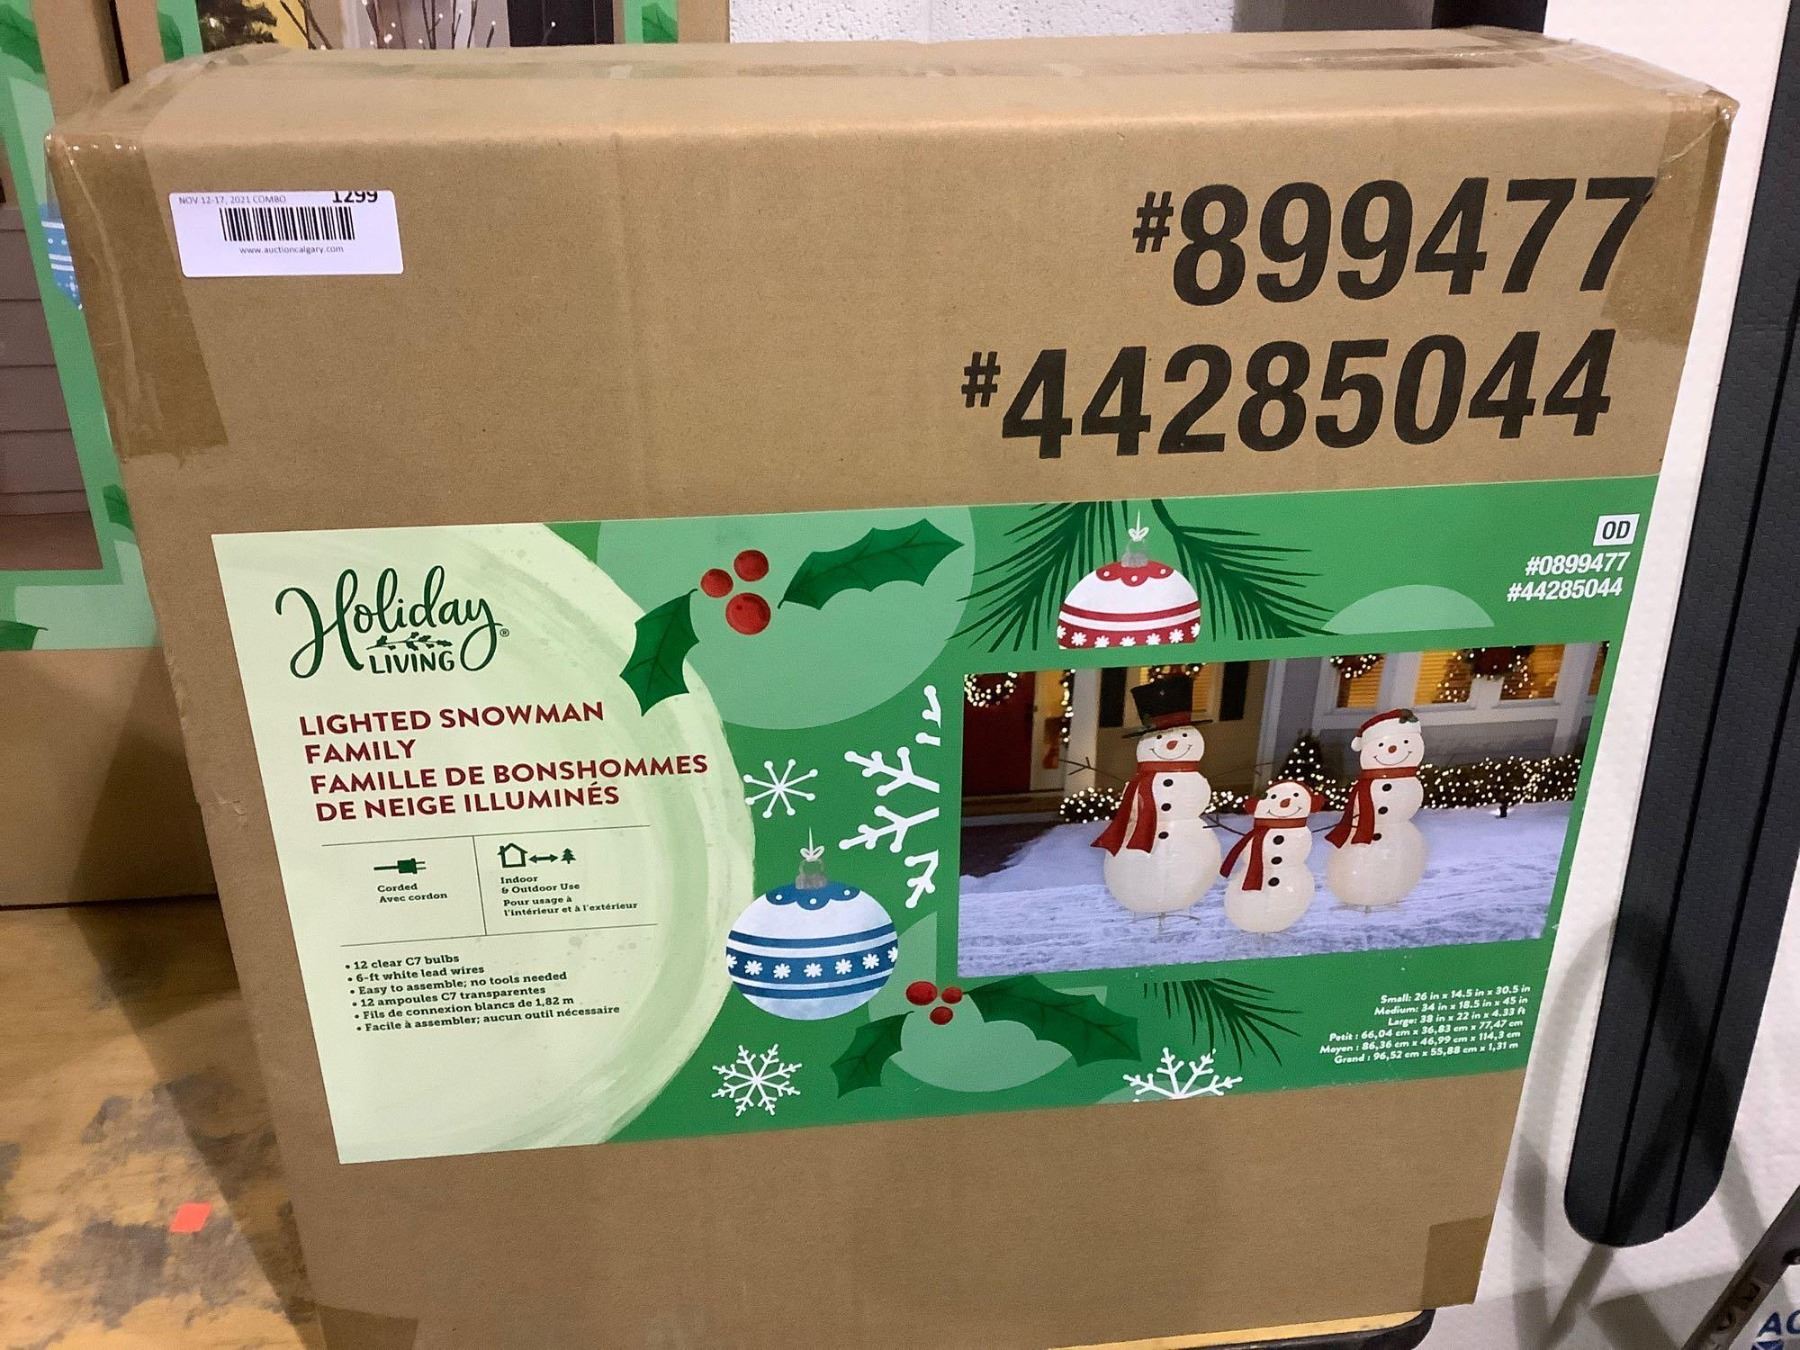 NOV 12-17, 2021 COMBO 1299
www.auctioncalgary.com
#899477
#44285044
OD
#0899477
#44285044
Holiday
LIVING®
LIGHTED SNOWMAN
FAMILY
FAMILLE DE BONSHOMMES
DE NEIGE ILLUMINÉS
Corded
Avec cordon
Indoor
& Outdoor Use
Pour usage à
l'intérieur et à l'extérieur
• 12 clear C7 bulbs
• 6-ft white lead wires
• Easy to assemble; no tools needed
• 12 ampoules C7 transparentes
• Fils de connexion blancs de 1,82 m
• Facile à assembler; aucun outil nécessaire
Small: 26 in x 14.5 in x 30.5 in
Medium: 34 in x 18.5 in x 45 in
Large: 38 in x 22 in x 4.33 ft
Petit : 66,04 cm x 36,83 cm x 77,47 cm
Moyen : 86,36 cm x 46,99 cm x 114,3 cm
Grand : 96,52 cm x 55,88 cm x 1,31 m